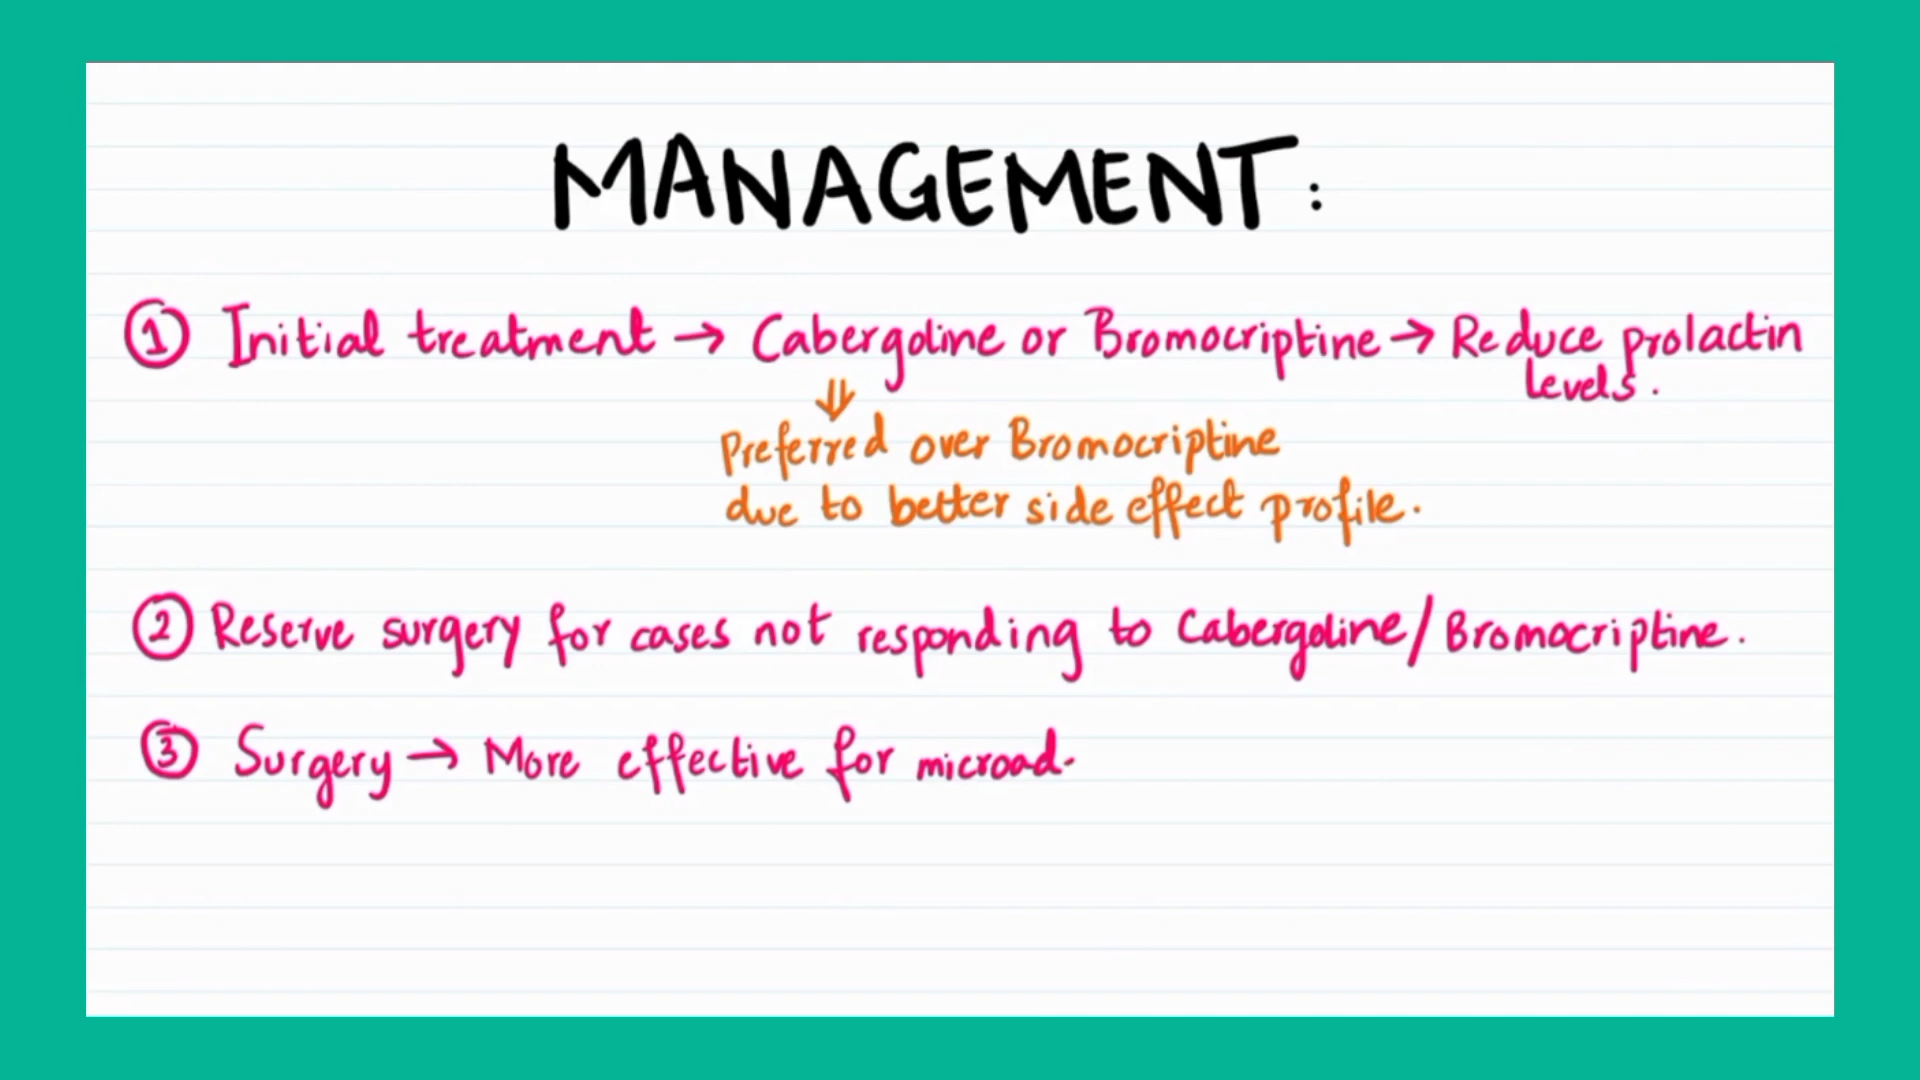 MANAGEMENT:
① Initial treatment → Cabergoline or Bromocriptine → Reduce prolactin
levels.
⇓
Preferred over Bromocriptine
due to better side effect profile.
② Reserve surgery for cases not responding to Cabergoline/Bromocriptine.
③ Surgery → More effective for microad-